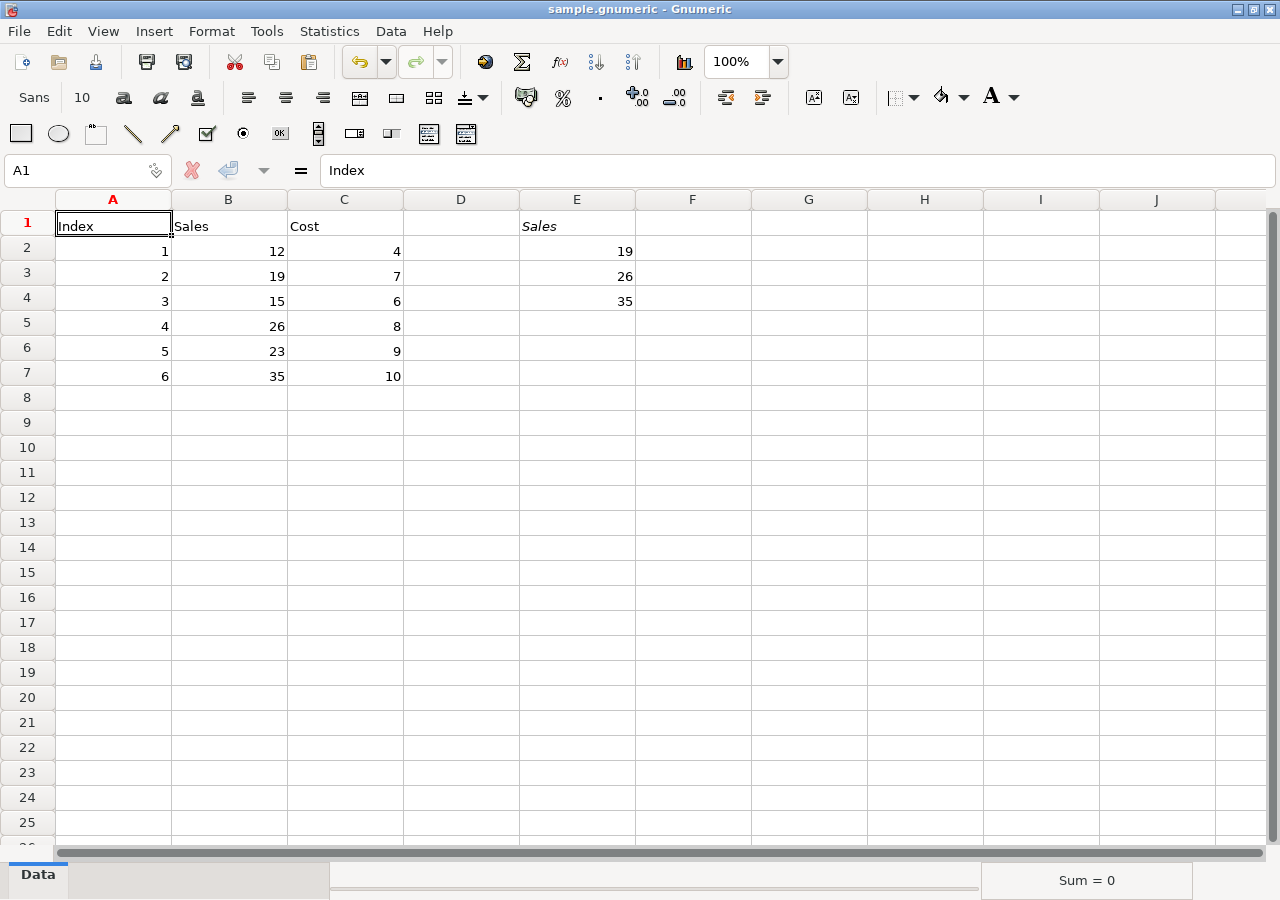 sample.gnumeric - Gnumeric
File Edit View Insert Format Tools Statistics Data Help
f(x) 100%
Sans 10 a a a % . +.00 .00
OK
A1 = Index
A B C D E F G H I J
1 Index Sales Cost Sales
2 1 12 4 19
3 2 19 7 26
4 3 15 6 35
5 4 26 8
6 5 23 9
7 6 35 10
8
9
10
11
12
13
14
15
16
17
18
19
20
21
22
23
24
25
Data Sum = 0